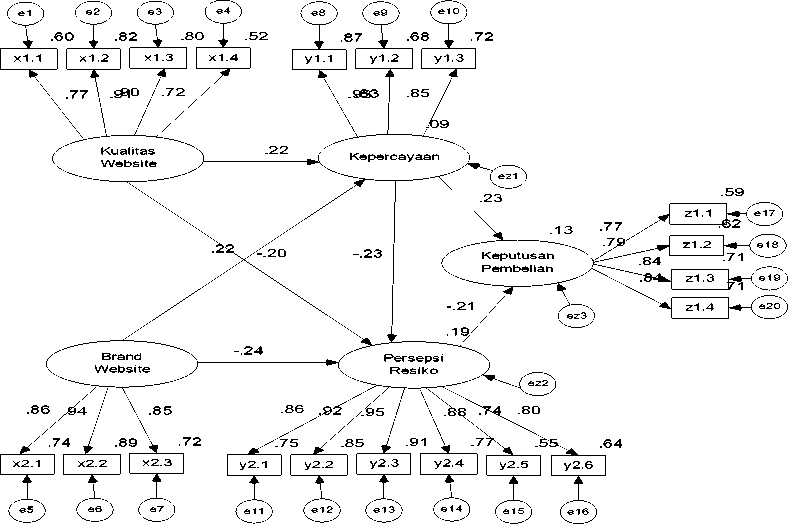 e1 e2 e3 e4 e8 e9 e10
.60 .82 .80 .52 .87 .68 .72
x1.1 x1.2 x1.3 x1.4 y1.1 y1.2 y1.3
.77 .90 .72 .85
.09
Kualitas
Website
.22
Kepercayaan
ez1
.23
.59
.77 z1.1 e17
.62
.13 .79 z1.2 e18
.22 -.20 -.23
Keputusan
Pembelian
.71
.84 z1.3 e19
.71
.84 z1.4 e20
-.21
ez3
.19
Brand
Website
-.24
Persepsi
Resiko
ez2
.86 .94 .85 .86 .92 .95 .88 .74 .80
.74 .89 .72 .75 .85 .91 .77 .55 .64
x2.1 x2.2 x2.3 y2.1 y2.2 y2.3 y2.4 y2.5 y2.6
e5 e6 e7 e11 e12 e13 e14 e15 e16